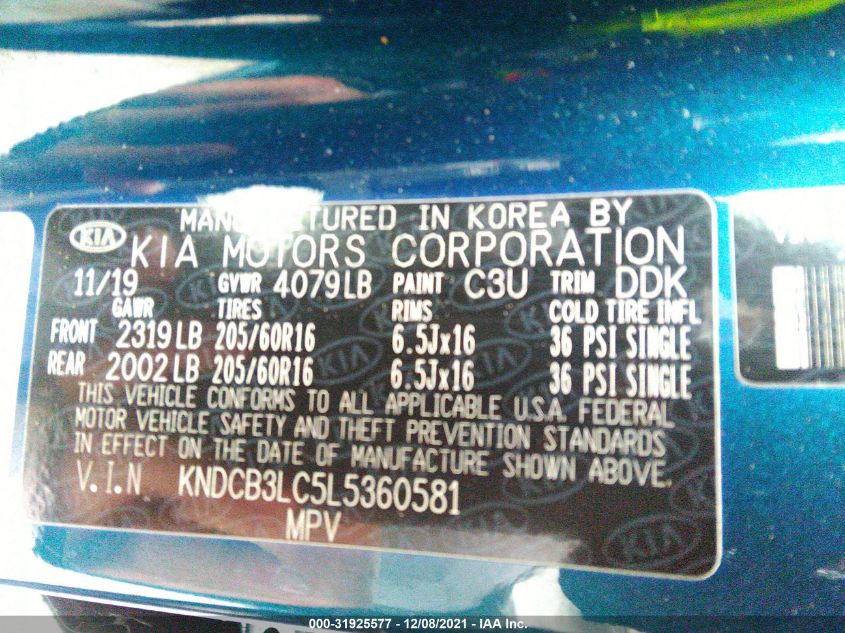 MANUFACTURED IN KOREA BY
KIA KIA MOTORS CORPORATION
11/19 GVWR 4079LB PAINT C3U TRIM DDK
GAWR TIRES RIMS COLD TIRE INFL
FRONT 2319LB 205/60R16 6.5Jx16 36 PSI SINGLE
REAR 2002LB 205/60R16 6.5Jx16 36 PSI SINGLE
THIS VEHICLE CONFORMS TO ALL APPLICABLE U.S.A. FEDERAL
MOTOR VEHICLE SAFETY AND THEFT PREVENTION STANDARDS
IN EFFECT ON THE DATE OF MANUFACTURE SHOWN ABOVE.
V.I.N KNDCB3LC5L5360581
MPV
000-31925577 - 12/08/2021 - IAA Inc.